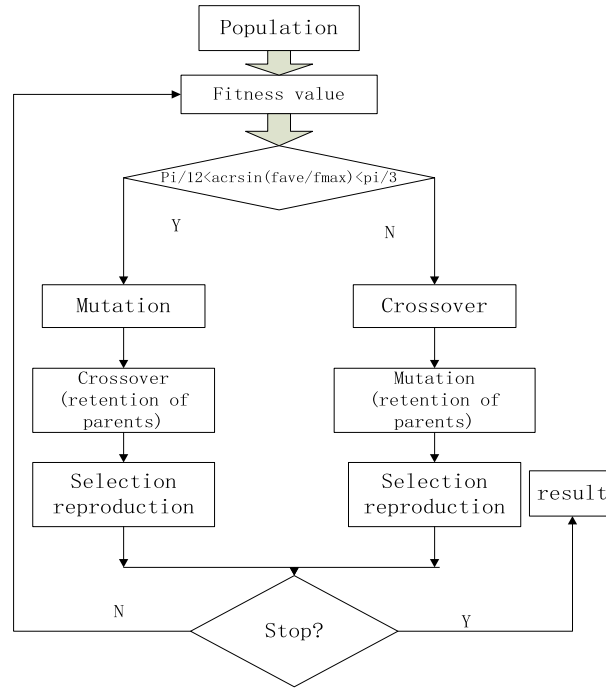 Population
Fitness value
Pi/12<acrsin(fave/fmax)<pi/3
Y
N
Mutation
Crossover
Crossover
(retention of
parents)
Mutation
(retention of
parents)
Selection
reproduction
Selection
reproduction
result
N
Stop?
Y